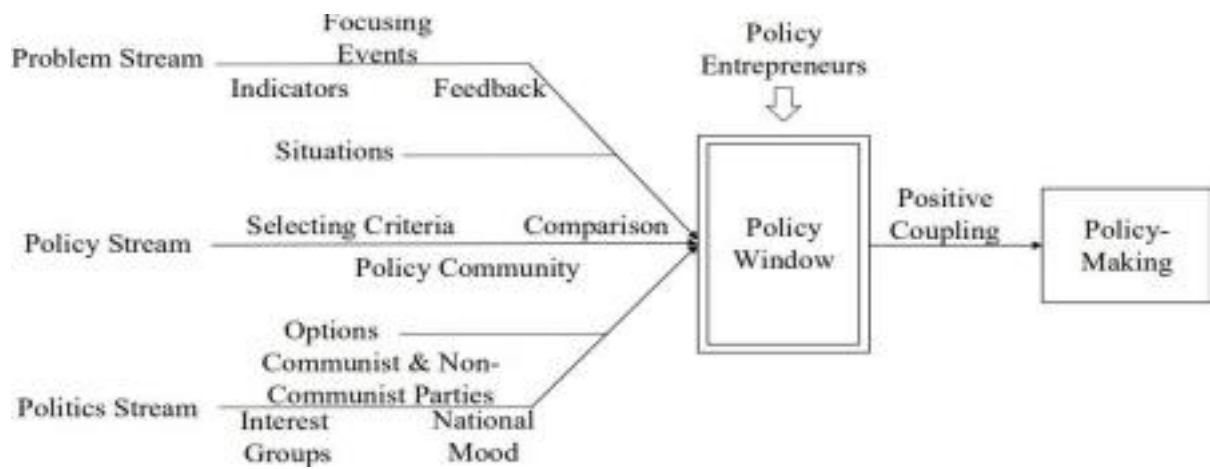 Focusing
Events
Problem Stream
Indicators
Feedback
Situations
Selecting Criteria
Comparison
Policy Stream
Policy Community
Options
Communist & Non-
Communist Parties
Politics Stream
Interest
Groups
National
Mood
Policy
Entrepreneurs
Policy
Window
Positive
Coupling
Policy-
Making